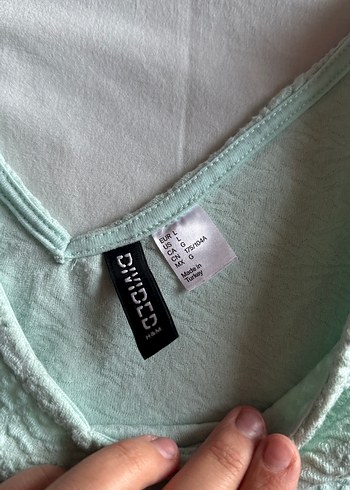 DIVIDED
H&M
EUR L
US L
CA G
CN 175/104A
MX G
Made in
Turkey